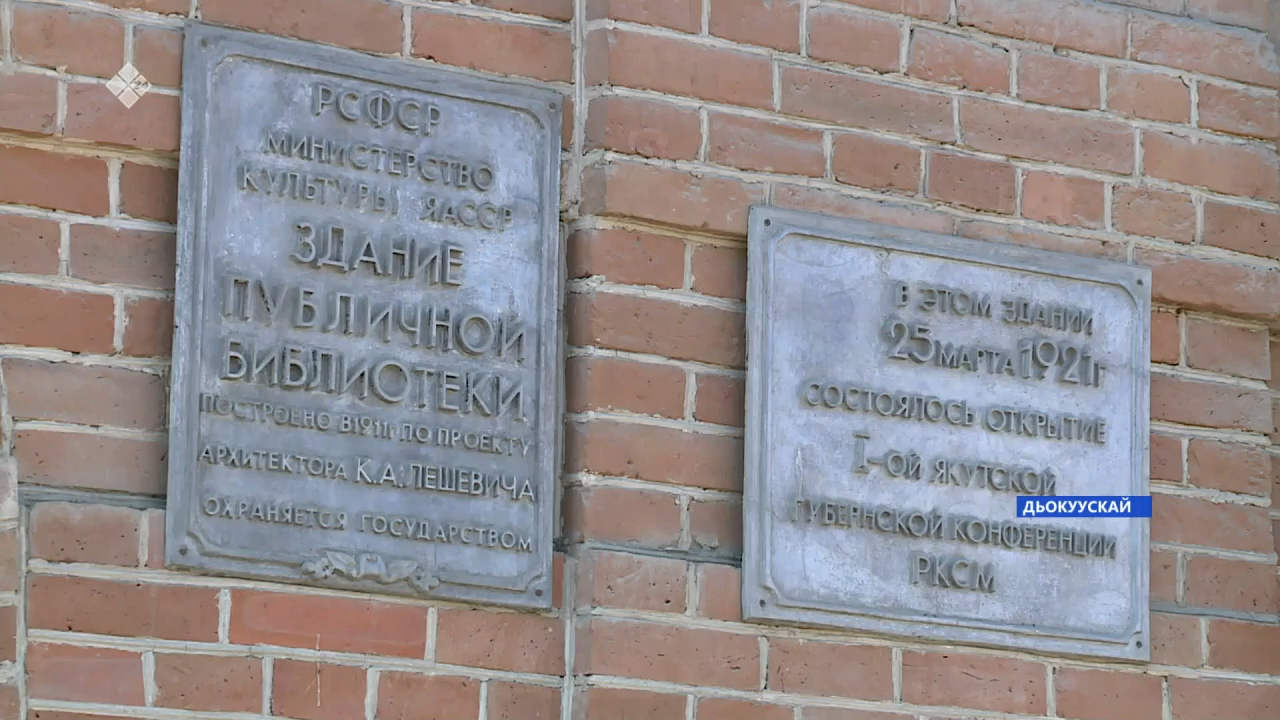 РСФСР
МИНИСТЕРСТВО
КУЛЬТУРЫ ЯАССР
ЗДАНИЕ
ПУБЛИЧНОЙ
БИБЛИОТЕКИ
ПОСТРОЕНО В 1911г. ПО ПРОЕКТУ
АРХИТЕКТОРА К.А. ЛЕШЕВИЧА
ОХРАНЯЕТСЯ ГОСУДАРСТВОМ
В ЭТОМ ЗДАНИИ
25 МАРТА 1921г
СОСТОЯЛОСЬ ОТКРЫТИЕ
I-ОЙ ЯКУТСКОЙ
ГУБЕРНСКОЙ КОНФЕРЕНЦИИ
РКСМ
ДЬОКУУСКАЙ